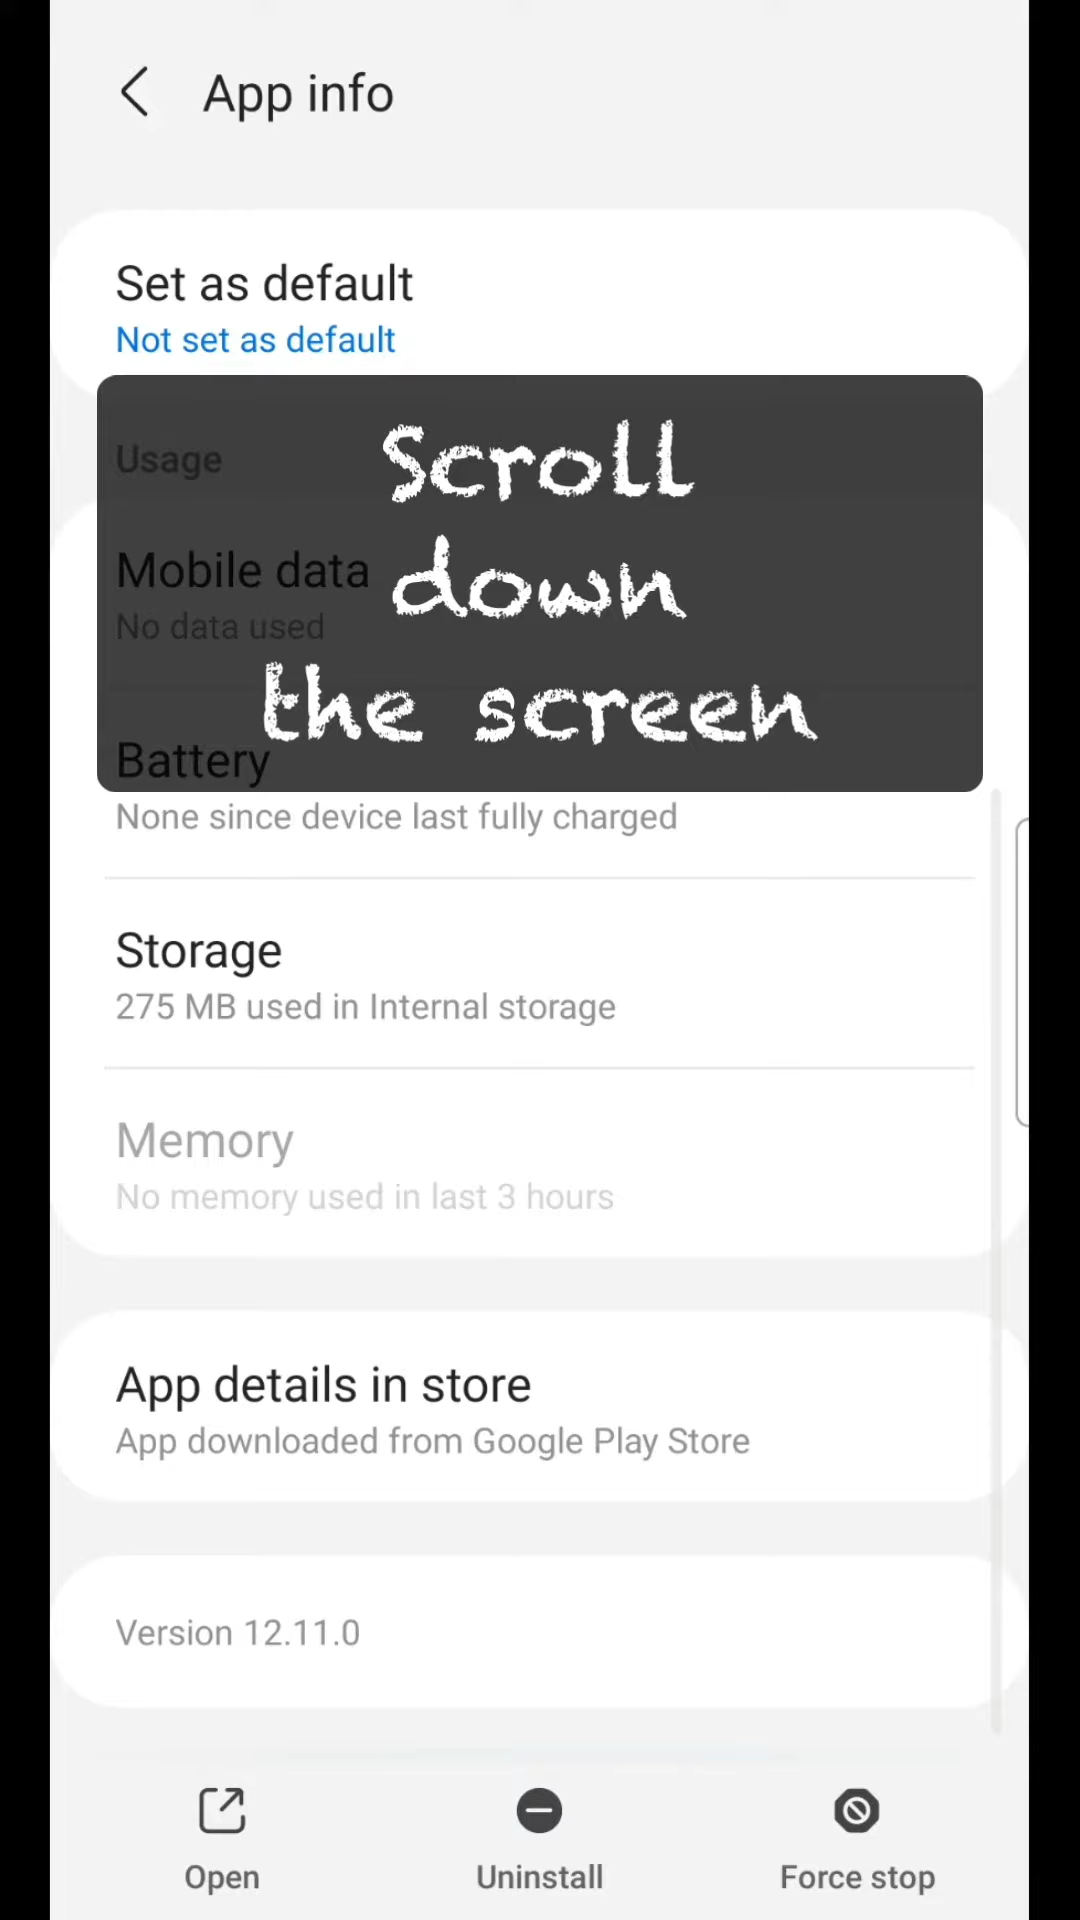 App info
Set as default
Not set as default
Usage
Scroll
Mobile data
down
No data used
the screen
Battery
None since device last fully charged
Storage
275 MB used in Internal storage
Memory
No memory used in last 3 hours
App details in store
App downloaded from Google Play Store
Version 12.11.0
Open
Uninstall
Force stop